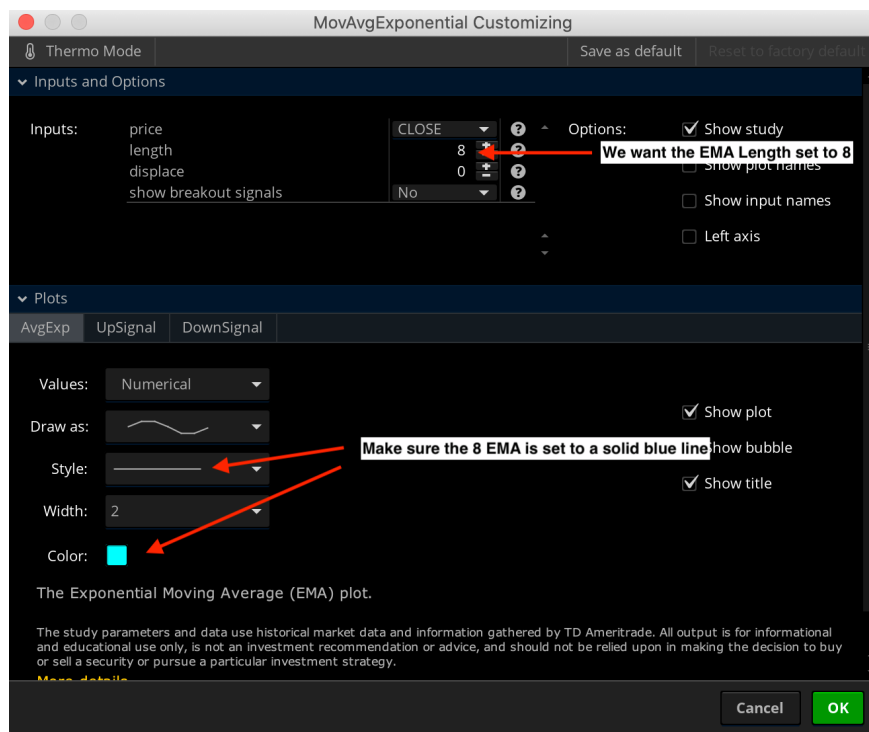 MovAvgExponential Customizing
Thermo Mode
Save as default
Reset to factory default
Inputs and Options
Inputs:
price
CLOSE
length
8
displace
0
show breakout signals
No
Options:
Show study
We want the EMA Length set to 8
Show plot names
Show input names
Left axis
Plots
AvgExp
UpSignal
DownSignal
Values:
Numerical
Draw as:
Style:
Width:
2
Color:
Show plot
Make sure the 8 EMA is set to a solid blue line
Show bubble
Show title
The Exponential Moving Average (EMA) plot.
The study parameters and data use historical market data and information gathered by TD Ameritrade. All output is for informational
and educational use only, is not an investment recommendation or advice, and should not be relied upon in making the decision to buy
or sell a security or pursue a particular investment strategy.
More details
Cancel
OK